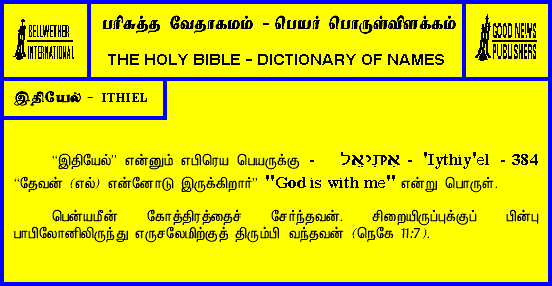 BELLWETHER
INTERNATIONAL
பரிசுத்த வேதாகமம் - பெயர் பொருள்விளக்கம்
THE HOLY BIBLE - DICTIONARY OF NAMES
GOOD NEWS
PUBLISHERS
இதியேல் - ITHIEL
“இதியேல்” என்னும் எபிரெய பெயருக்கு - אִיתִיאֵל - 'Iythiy'el - 384
“தேவன் (எல்) என்னோடு இருக்கிறார்” "God is with me" என்று பொருள்.
பென்யமீன் கோத்திரத்தைச் சேர்ந்தவன். சிறையிருப்புக்குப் பின்பு
பாபிலோனிலிருந்து எருசலேமிற்குத் திரும்பி வந்தவன் (நெகே 11:7).